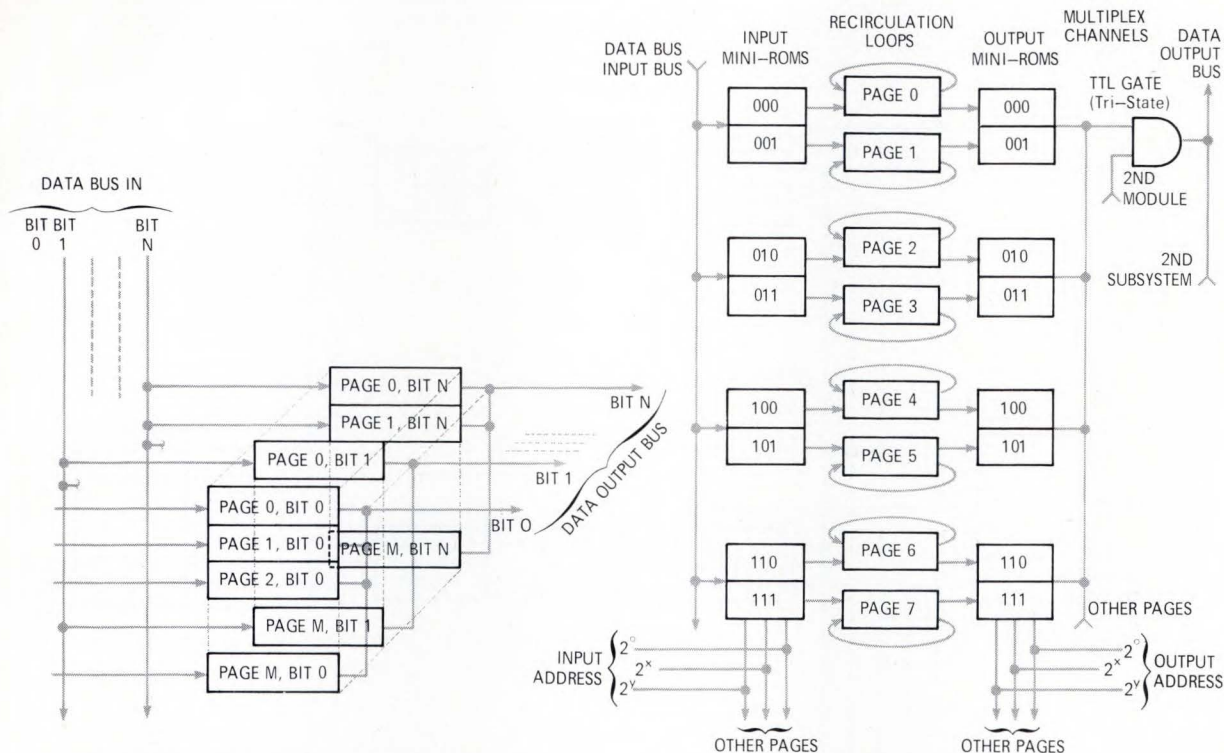 DATA BUS IN
BIT BIT BIT
0 1 N
PAGE 0, BIT N
PAGE 1, BIT N
PAGE 0, BIT 1
PAGE 0, BIT 0
PAGE 1, BIT 0
PAGE M, BIT N
PAGE 2, BIT 0
PAGE M, BIT 1
PAGE M, BIT 0
BIT N
BIT 1
BIT 0
DATA OUTPUT BUS
DATA BUS
INPUT BUS
INPUT
MINI-ROMS
RECIRCULATION
LOOPS
OUTPUT
MINI-ROMS
MULTIPLEX
CHANNELS
DATA
OUTPUT
BUS
TTL GATE
(Tri-State)
2ND
MODULE
2ND
SUBSYSTEM
000
001
PAGE 0
PAGE 1
000
001
010
011
PAGE 2
PAGE 3
010
011
100
101
PAGE 4
PAGE 5
100
101
110
111
PAGE 6
PAGE 7
110
111
OTHER PAGES
INPUT
ADDRESS
2°
2ˣ
2ʸ
2°
2ˣ
2ʸ
OUTPUT
ADDRESS
OTHER PAGES
OTHER PAGES